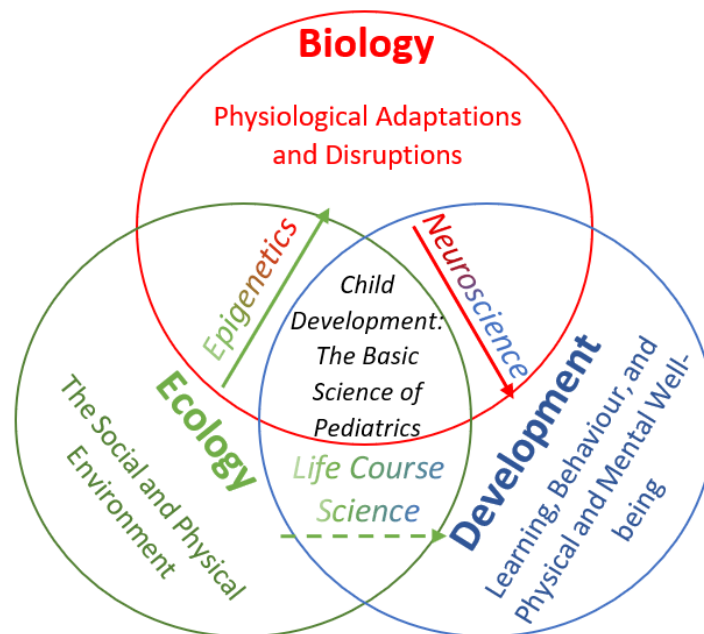 Biology
Physiological Adaptations
and Disruptions
Epigenetics
Neuroscience
Child
Development:
The Basic
Science of
Pediatrics
Ecology
The Social and Physical
Environment
Life Course
Science
Development
Learning, Behaviour, and
Physical and Mental Well-
being